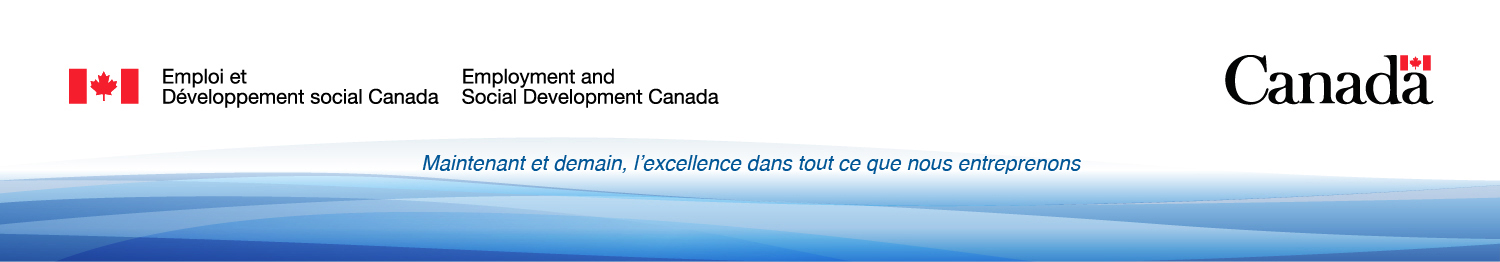 Emploi et
Développement social Canada
Employment and
Social Development Canada
Canada
Maintenant et demain, l'excellence dans tout ce que nous entreprenons